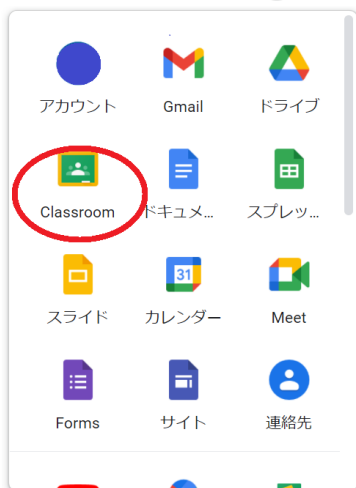 アカウント Gmail ドライブ
Classroom ドキュメ... スプレッ...
31
スライド カレンダー Meet
Forms サイト 連絡先